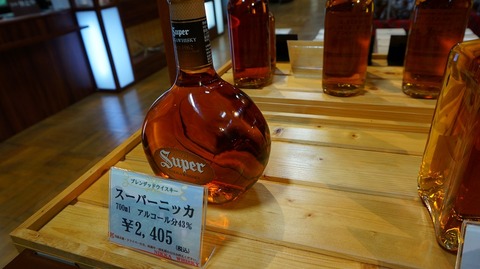 Super
WHISKY
Super
ブレンデッドウイスキー
スーパーニッカ
700ml アルコール分43%
¥2,405(税込)